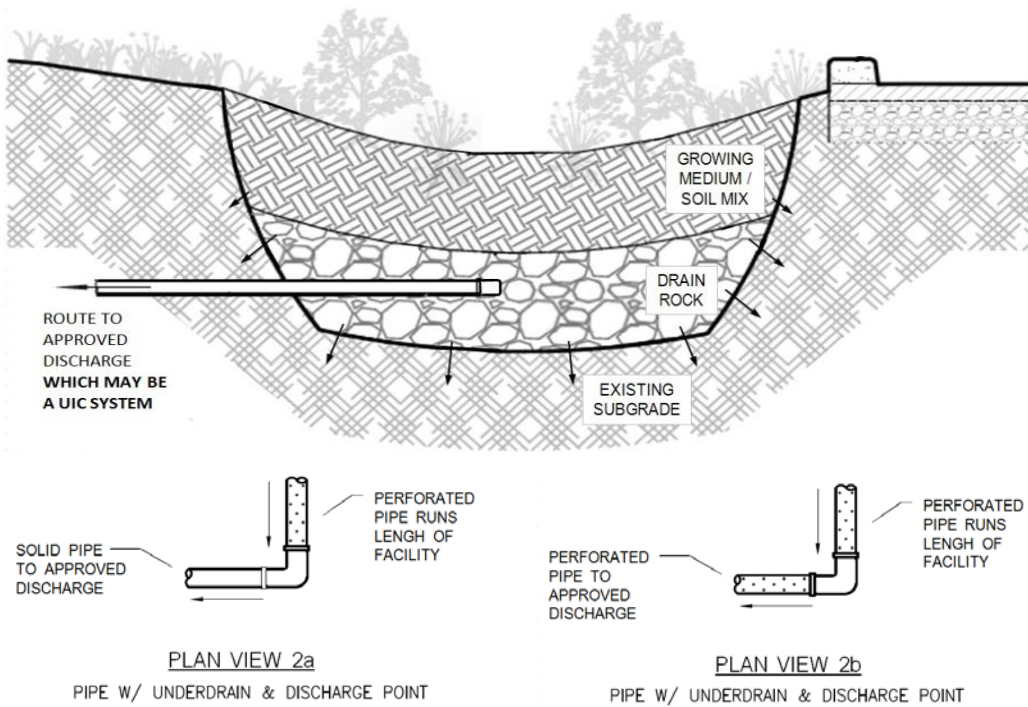 GROWING
MEDIUM /
SOIL MIX
DRAIN
ROCK
ROUTE TO
APPROVED
DISCHARGE
WHICH MAY BE
A UIC SYSTEM
EXISTING
SUBGRADE
PERFORATED
PIPE RUNS
LENGH OF
FACILITY
SOLID PIPE
TO APPROVED
DISCHARGE
PLAN VIEW 2a
PIPE W/ UNDERDRAIN & DISCHARGE POINT
PERFORATED
PIPE RUNS
LENGH OF
FACILITY
PERFORATED
PIPE TO
APPROVED
DISCHARGE
PLAN VIEW 2b
PIPE W/ UNDERDRAIN & DISCHARGE POINT